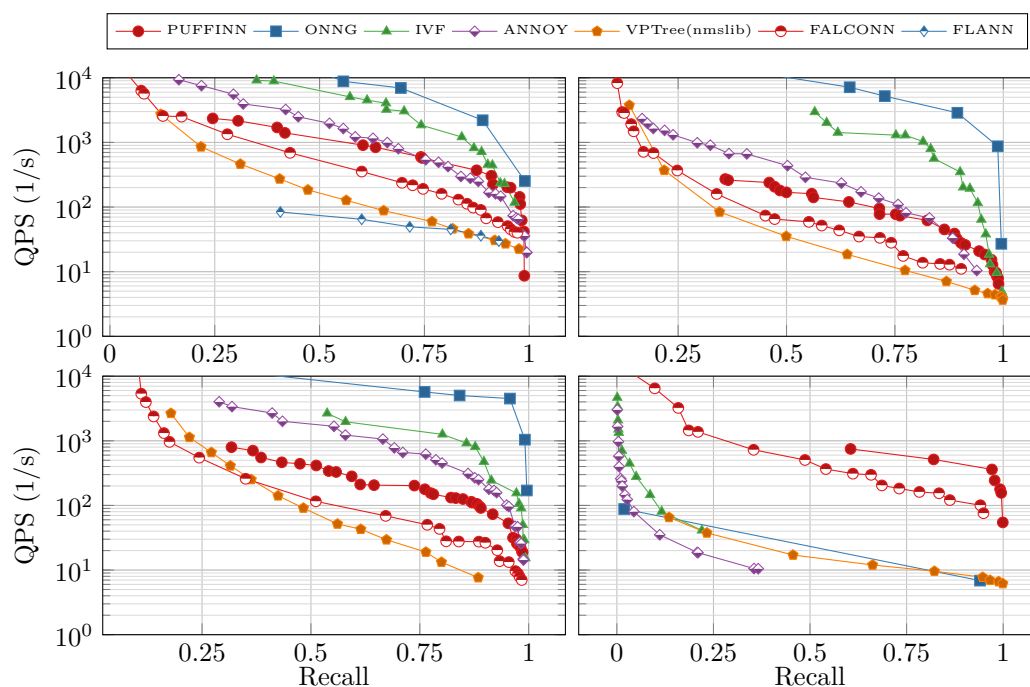 PUFFINN ONNG IVF ANNOY VPTree(nmslib) FALCONN FLANN
10^4
10^3
10^2
10^1
10^0
QPS (1/s)
0 0.25 0.5 0.75 1
0.25 0.5 0.75 1
10^4
10^3
10^2
10^1
10^0
QPS (1/s)
0.25 0.5 0.75 1
0 0.25 0.5 0.75 1
Recall Recall